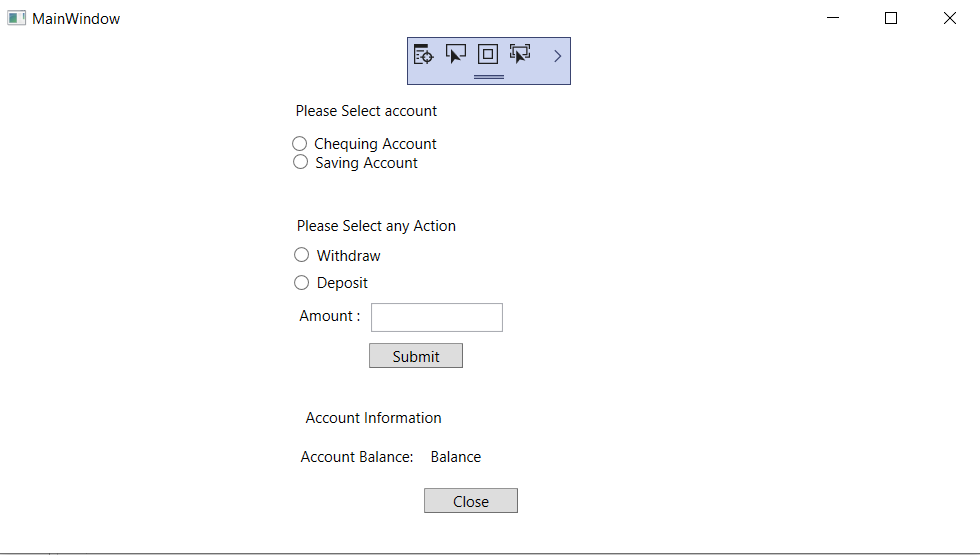 MainWindow
Please Select account
Chequing Account
Saving Account
Please Select any Action
Withdraw
Deposit
Amount :
Submit
Account Information
Account Balance: Balance
Close